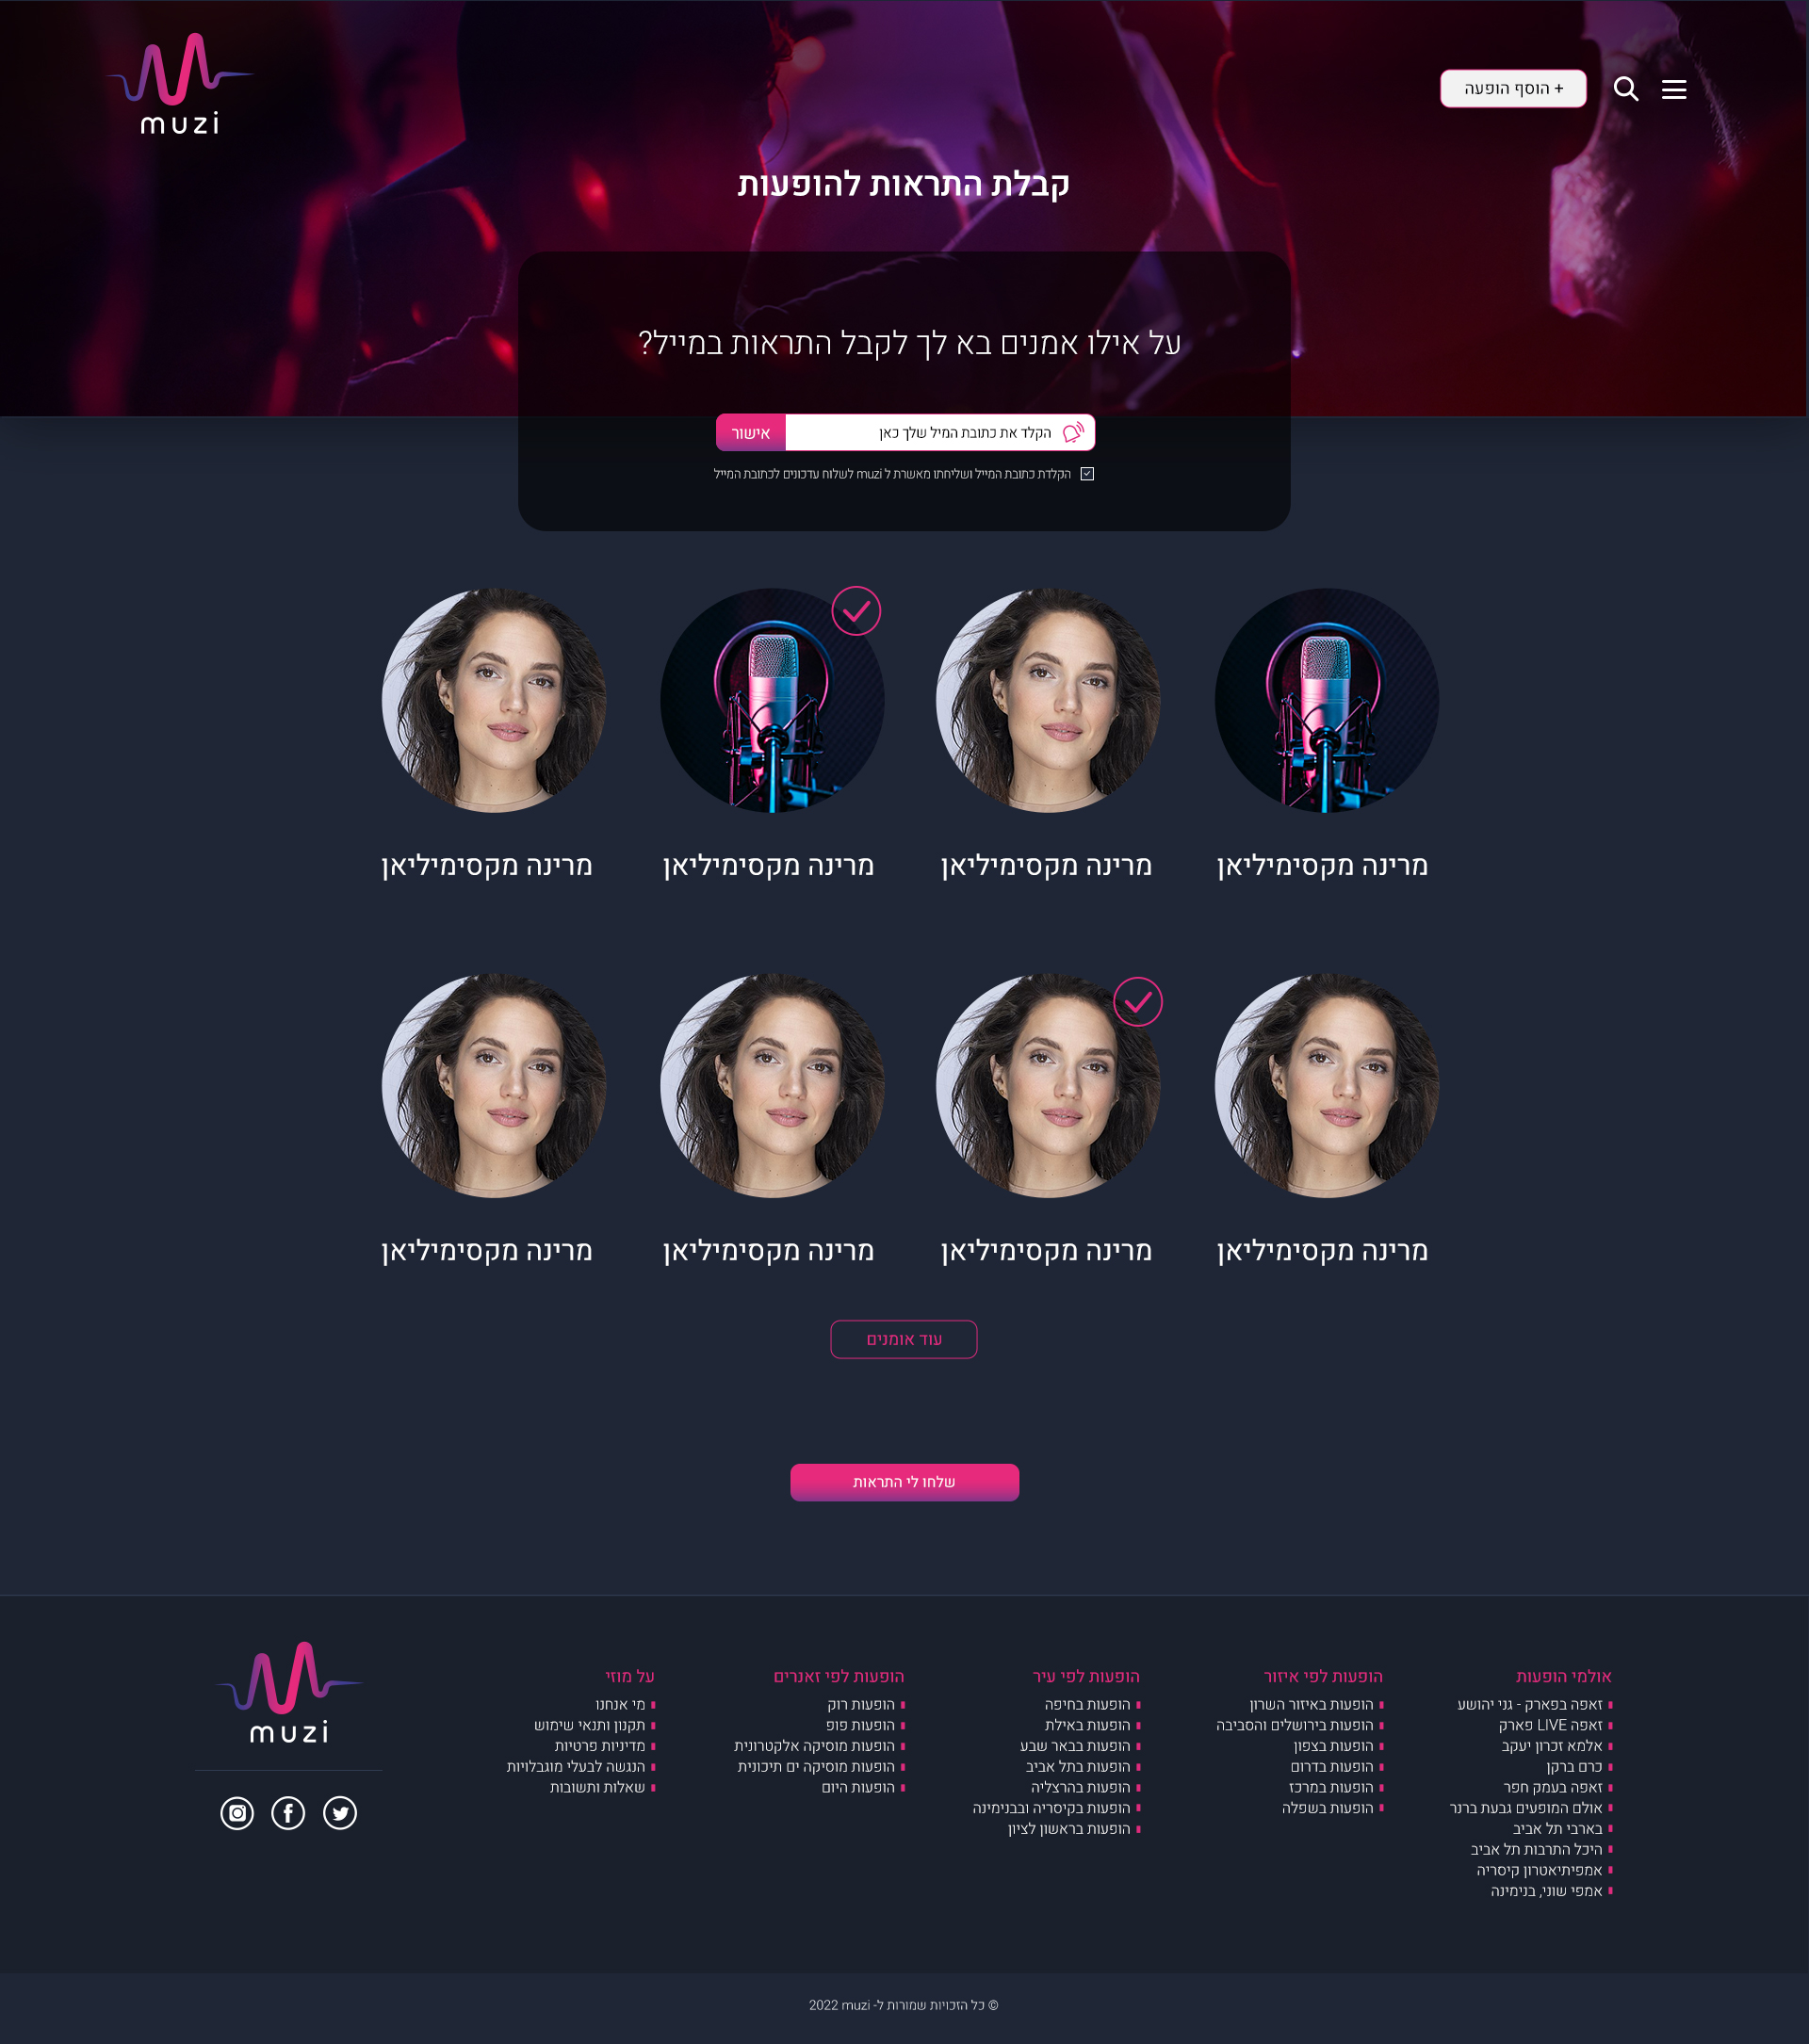 muzi
+ הוסף הופעה
קבלת התראות להופעות
על אילו אמנים בא לך לקבל התראות במייל?
הקלד את כתובת המיל שלך כאן
אישור
הקלדת כתובת המייל ושליחתו מאשרת ל muzi לשלוח עדכונים לכתובת המייל
מרינה מקסימיליאן
מרינה מקסימיליאן
מרינה מקסימיליאן
מרינה מקסימיליאן
מרינה מקסימיליאן
מרינה מקסימיליאן
מרינה מקסימיליאן
מרינה מקסימיליאן
עוד אומנים
שלחו לי התראות
אולמי הופעות
זאפה בפארק - גני יהושע
זאפה LIVE פארק
אלמא זכרון יעקב
כרם ברקן
זאפה בעמק חפר
אולם המופעים גבעת ברנר
בארבי תל אביב
היכל התרבות תל אביב
אמפיתיאטרון קיסריה
אמפי שוני, בנימינה
הופעות לפי איזור
הופעות באיזור השרון
הופעות בירושלים והסביבה
הופעות בצפון
הופעות בדרום
הופעות במרכז
הופעות בשפלה
הופעות לפי עיר
הופעות בחיפה
הופעות באילת
הופעות בבאר שבע
הופעות בתל אביב
הופעות בהרצליה
הופעות בקיסריה ובבנימינה
הופעות בראשון לציון
הופעות לפי זאנרים
הופעות רוק
הופעות פופ
הופעות מוסיקה אלקטרונית
הופעות מוסיקה ים תיכונית
הופעות היום
על מוזי
מי אנחנו
תקנון ותנאי שימוש
מדיניות פרטיות
הנגשה לבעלי מוגבלויות
שאלות ותשובות
muzi
© כל הזכויות שמורות ל- muzi 2022